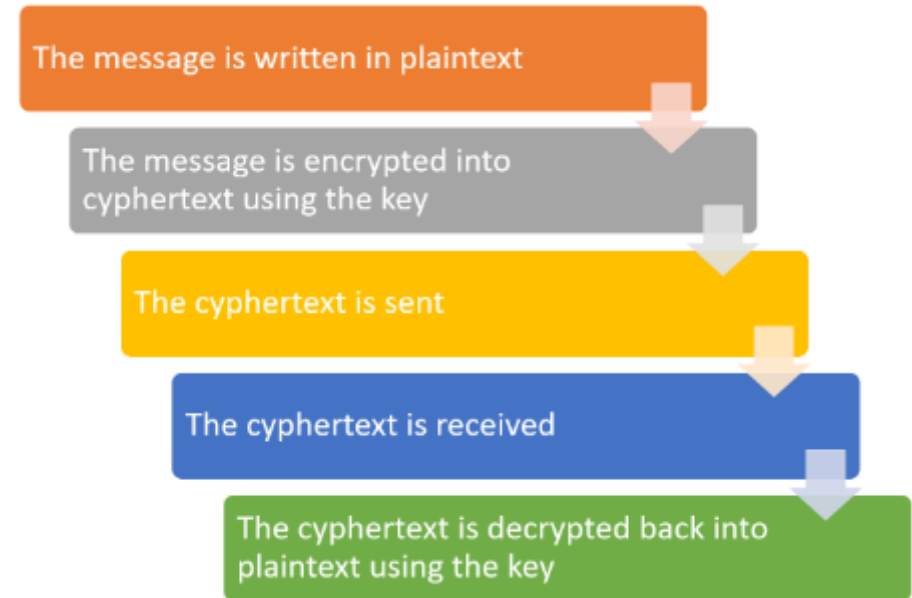 The message is written in plaintext
The message is encrypted into
cyphertext using the key
The cyphertext is sent
The cyphertext is received
The cyphertext is decrypted back into
plaintext using the key